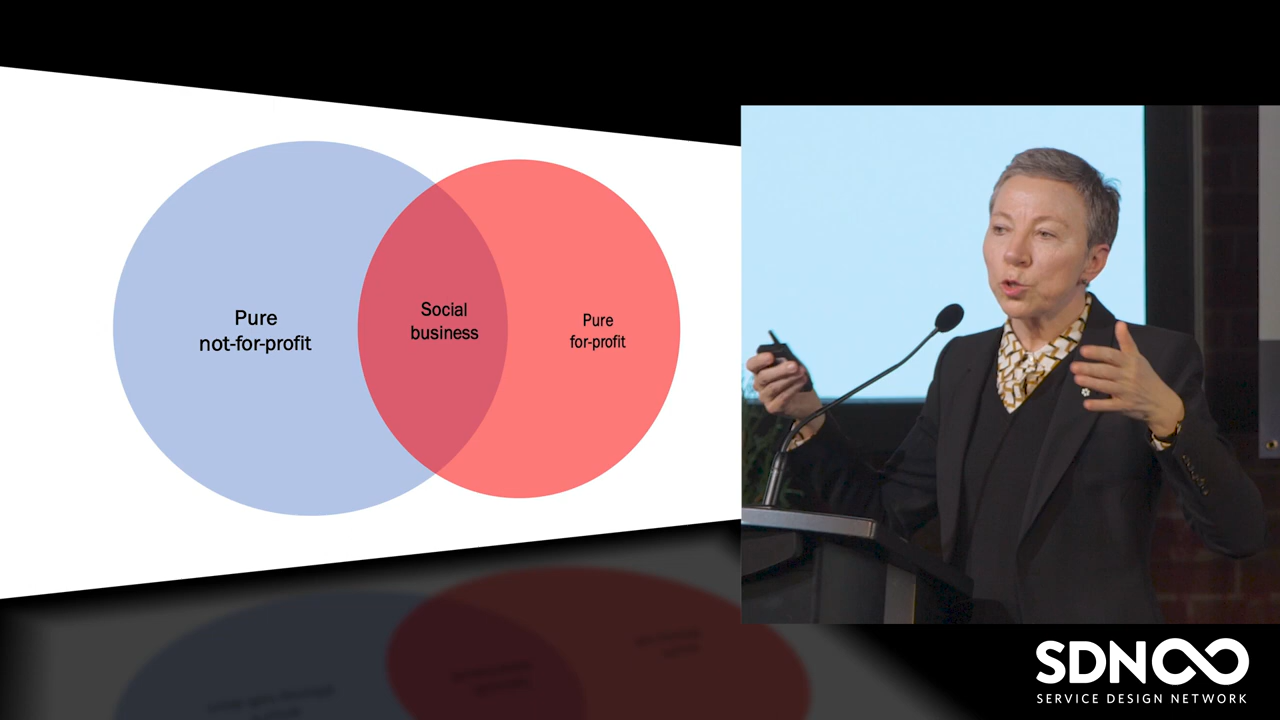 Pure
not-for-profit
Social
business
Pure
for-profit
SDN
SERVICE DESIGN NETWORK